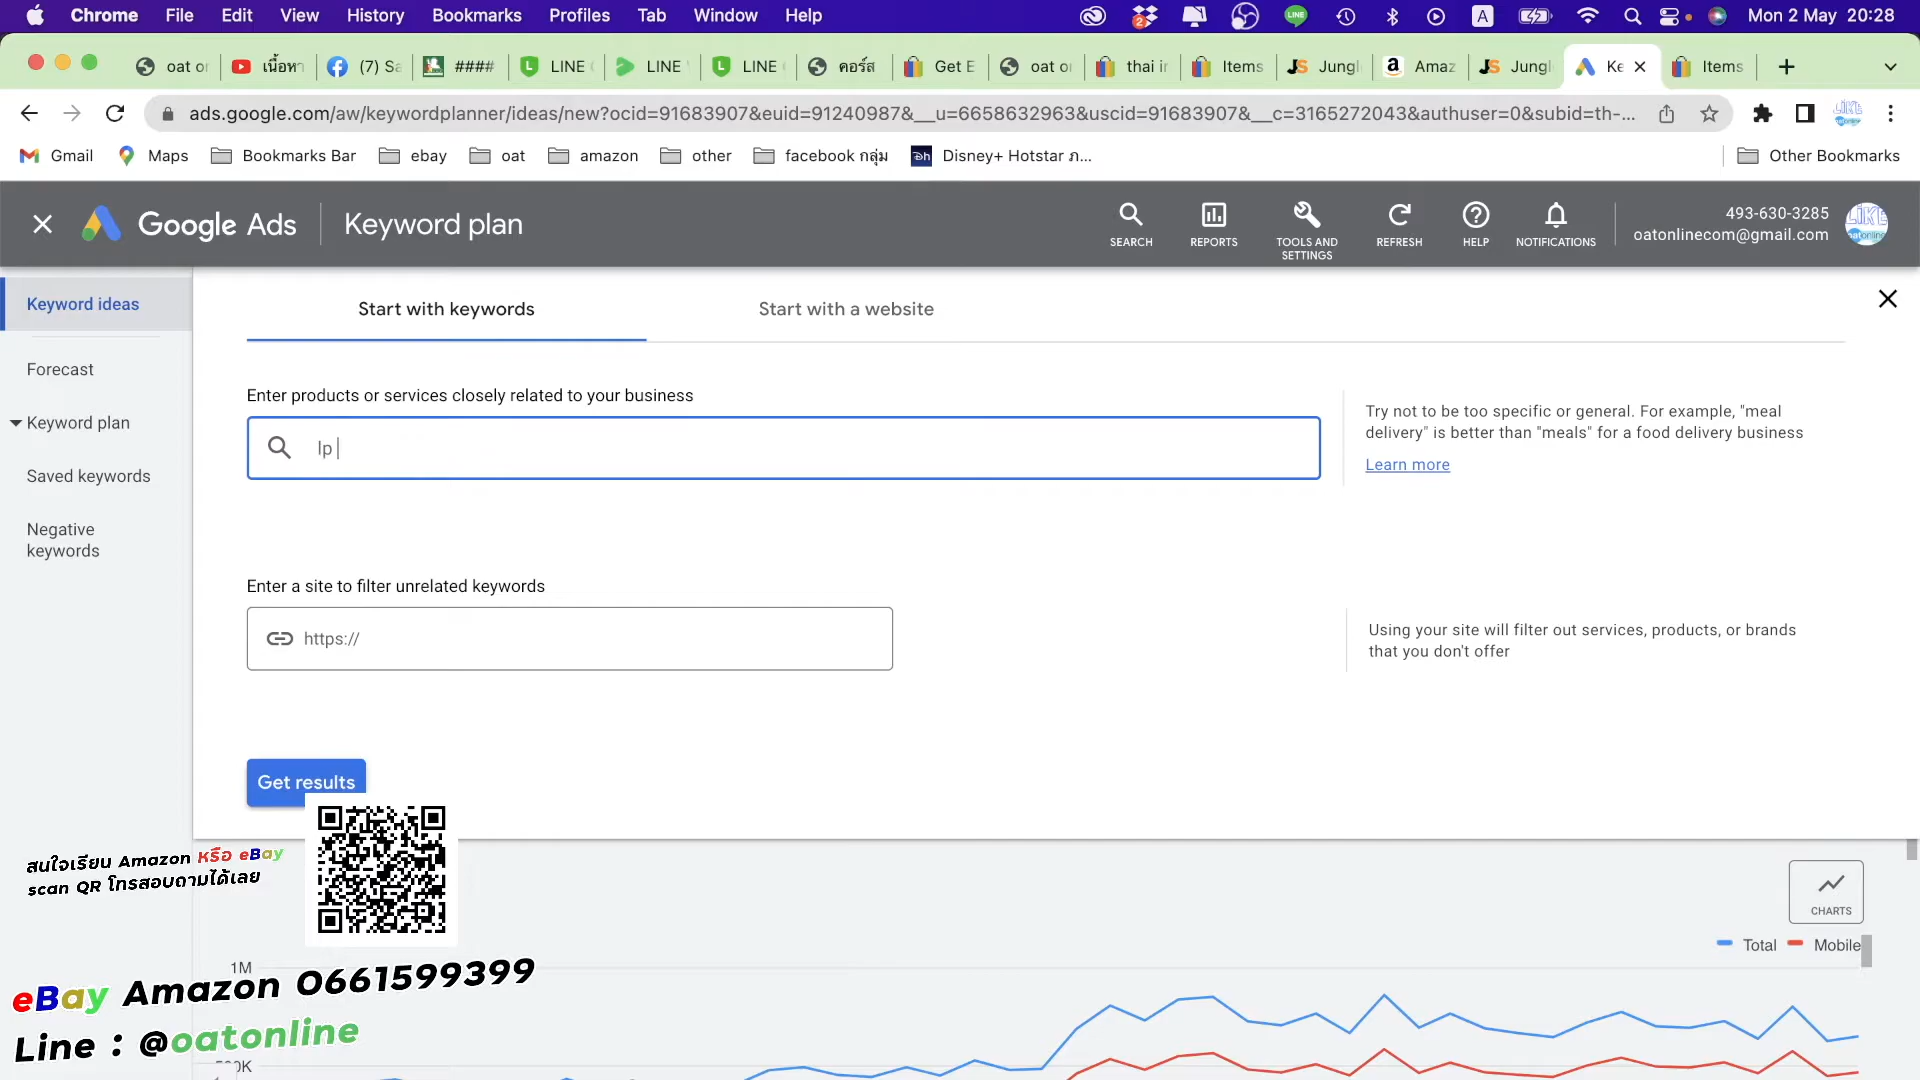 Chrome File Edit View History Bookmarks Profiles Tab Window Help
2 LINE A Mon 2 May 20:28
oat or เนื้อห (7) Sa #### LINE LINE LINE คอร์ส Get E oat or thai ir Items Jungl Amaz Jungl Ke Items
ads.google.com/aw/keywordplanner/ideas/new?ocid=91683907&euid=91240987&__u=6658632963&uscid=91683907&__c=3165272043&authuser=0&subid=th-...
Gmail Maps Bookmarks Bar ebay oat amazon other facebook กลุ่ม Disney+ Hotstar ภ... Other Bookmarks
Google Ads Keyword plan
SEARCH REPORTS TOOLS AND SETTINGS REFRESH HELP NOTIFICATIONS
493-630-3285
oatonlinecom@gmail.com
Keyword ideas
Forecast
Keyword plan
Saved keywords
Negative
keywords
Start with keywords Start with a website
Enter products or services closely related to your business
lp
Try not to be too specific or general. For example, "meal
delivery" is better than "meals" for a food delivery business
Learn more
Enter a site to filter unrelated keywords
https://
Using your site will filter out services, products, or brands
that you don't offer
Get results
สนใจเรียน Amazon หรือ eBay
scan QR โทรสอบถามได้เลย
CHARTS
Total Mobile
1M
eBay Amazon 0661599399
Line : @oatonline